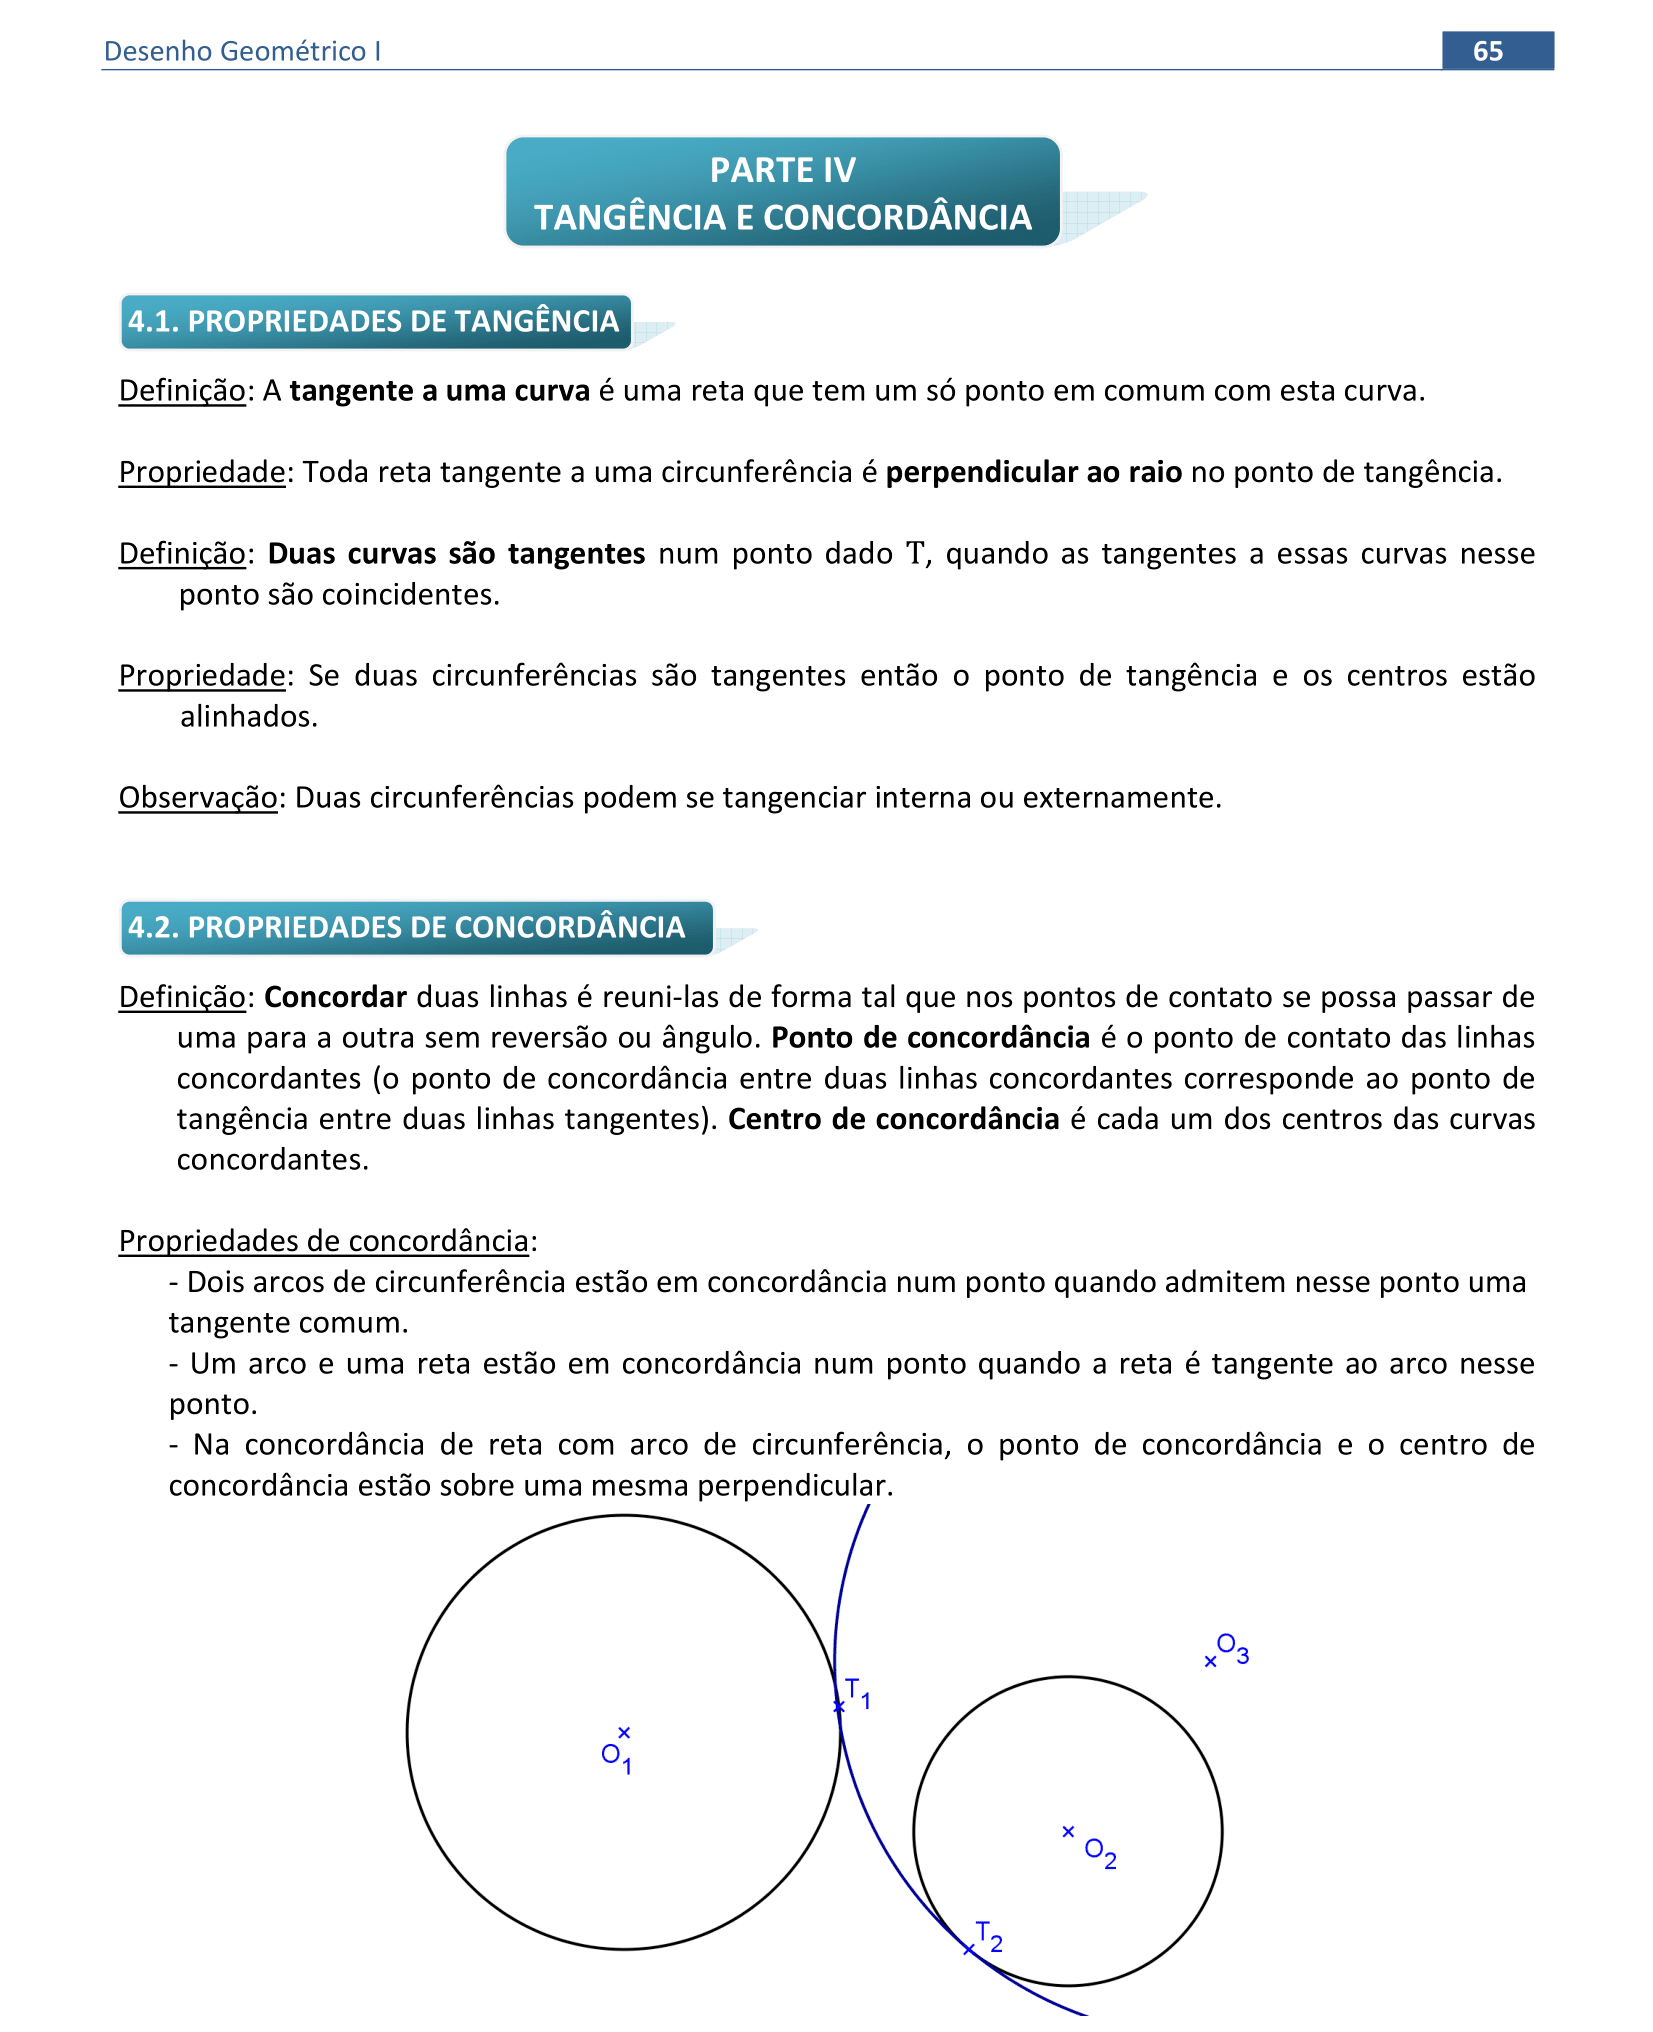 Desenho Geométrico I
65
PARTE IV
TANGÊNCIA E CONCORDÂNCIA
4.1. PROPRIEDADES DE TANGÊNCIA
Definição: A tangente a uma curva é uma reta que tem um só ponto em comum com esta curva.
Propriedade: Toda reta tangente a uma circunferência é perpendicular ao raio no ponto de tangência.
Definição: Duas curvas são tangentes num ponto dado T, quando as tangentes a essas curvas nesse
ponto são coincidentes.
Propriedade: Se duas circunferências são tangentes então o ponto de tangência e os centros estão
alinhados.
Observação: Duas circunferências podem se tangenciar interna ou externamente.
4.2. PROPRIEDADES DE CONCORDÂNCIA
Definição: Concordar duas linhas é reuni-las de forma tal que nos pontos de contato se possa passar de
uma para a outra sem reversão ou ângulo. Ponto de concordância é o ponto de contato das linhas
concordantes (o ponto de concordância entre duas linhas concordantes corresponde ao ponto de
tangência entre duas linhas tangentes). Centro de concordância é cada um dos centros das curvas
concordantes.
Propriedades de concordância:
- Dois arcos de circunferência estão em concordância num ponto quando admitem nesse ponto uma
tangente comum.
- Um arco e uma reta estão em concordância num ponto quando a reta é tangente ao arco nesse
ponto.
- Na concordância de reta com arco de circunferência, o ponto de concordância e o centro de
concordância estão sobre uma mesma perpendicular.
O3
T1
O1
O2
T2